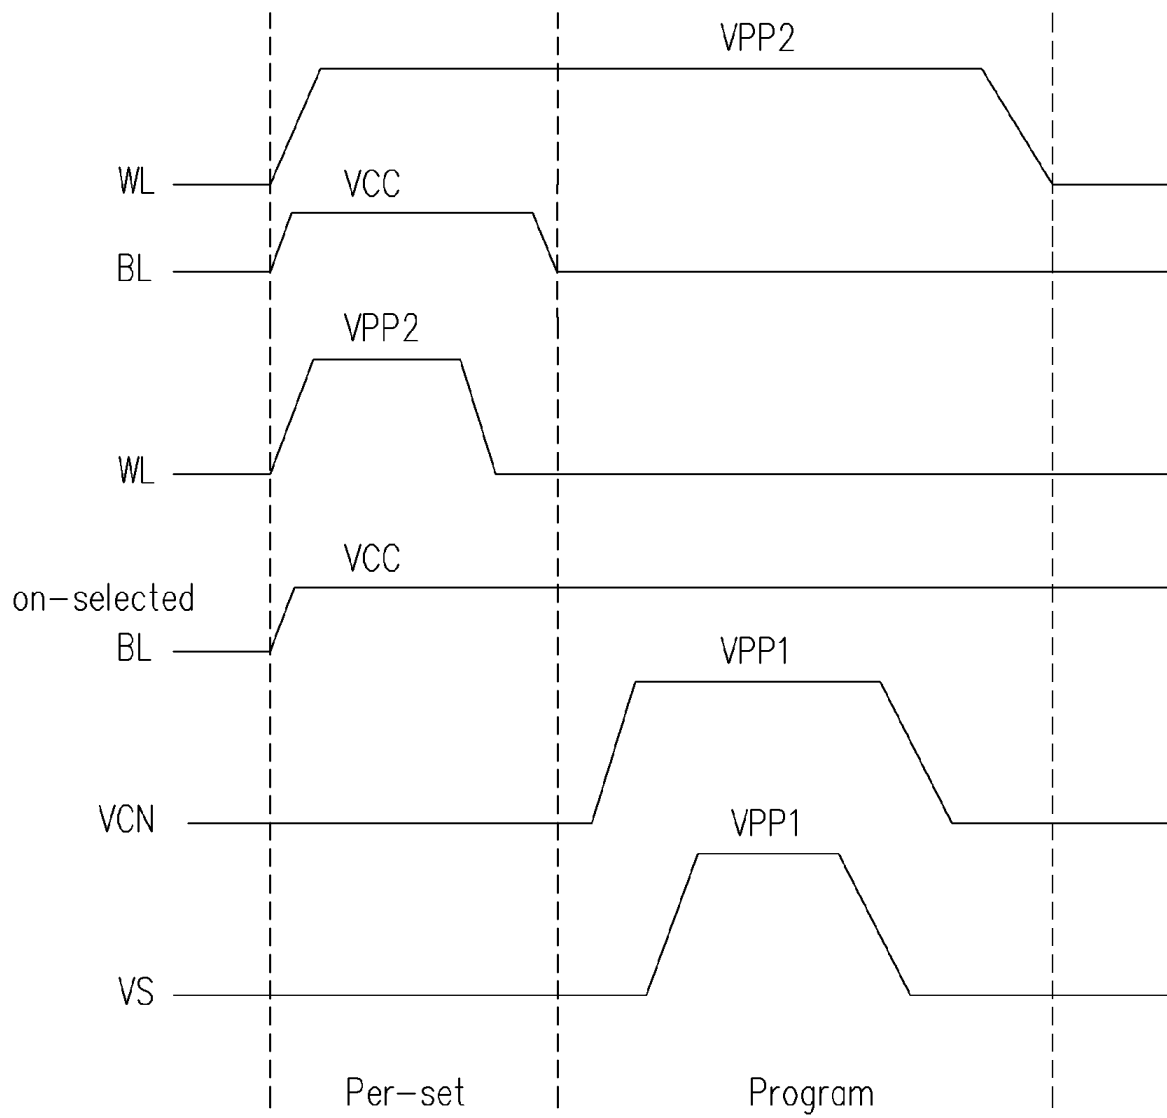 VPP2
WL
VCC
BL
VPP2
WL
VCC
on-selected
BL
VPP1
VCN
VPP1
VS
Per-set
Program